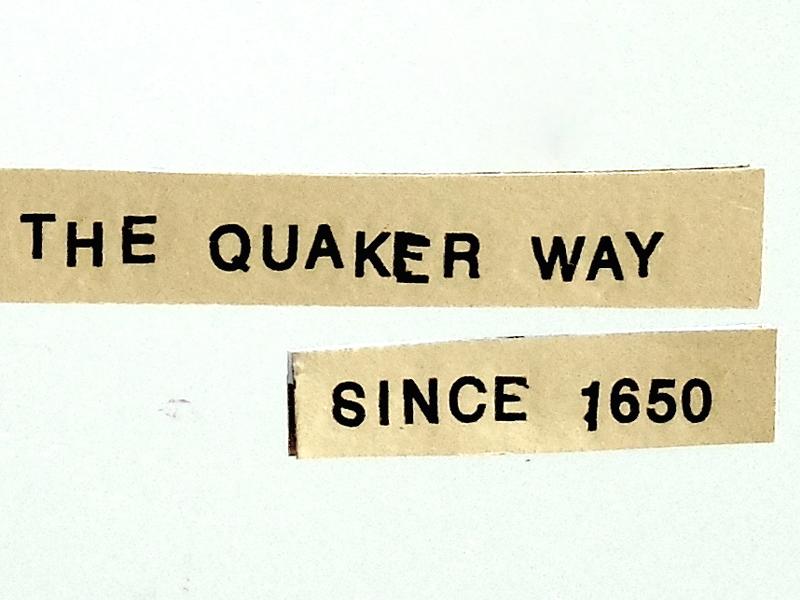 THE QUAKER WAY
SINCE 1650